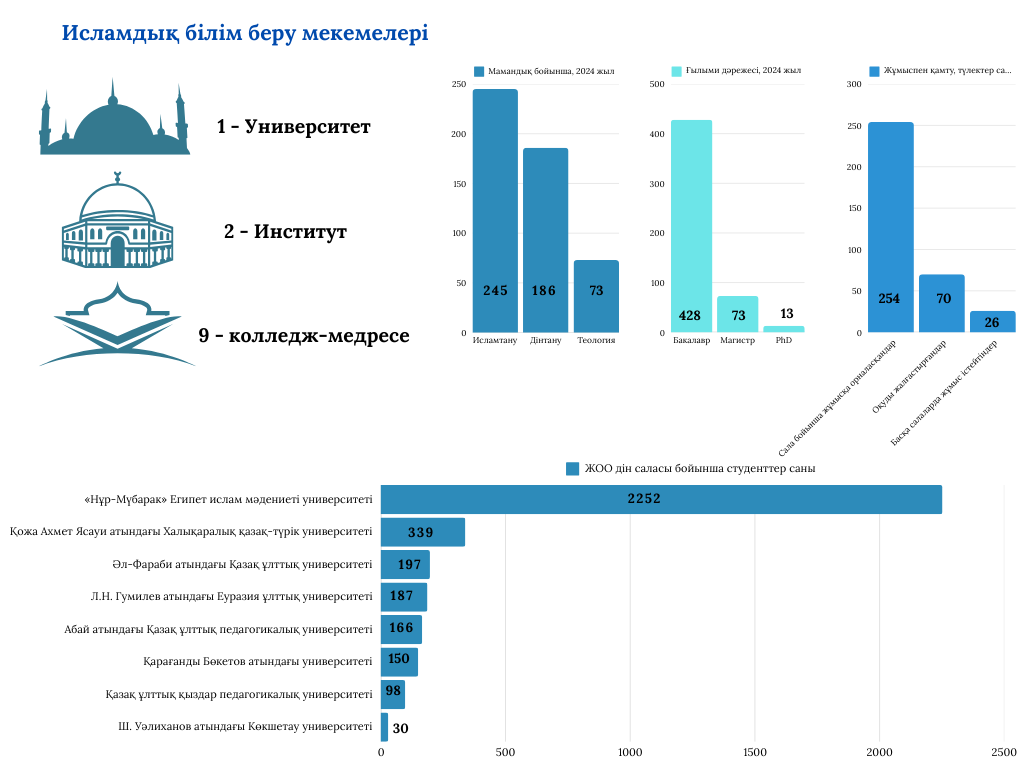 Исламдық білім беру мекемелері
1 - Университет
2 - Институт
9 - колледж-медресе
Мамандық бойынша, 2024 жыл
250
200
150
100
50
0
245
186
73
Исламтану
Дінтану
Теология
Ғылыми дәрежесі, 2024 жыл
500
400
300
200
100
0
428
73
13
Бакалавр
Магистр
PhD
Жұмыспен қамту, түлектер са...
300
250
200
150
100
50
0
254
70
26
Сала бойынша жұмысқа орналасқандар
Оқуды жалғастырғандар
Басқа салаларда жұмыс істейтіндер
ЖОО дін саласы бойынша студенттер саны
«Нұр-Мүбарак» Египет ислам мәдениеті университеті 2252
Қожа Ахмет Ясауи атындағы Халықаралық қазақ-түрік университеті 339
Әл-Фараби атындағы Қазақ ұлттық университеті 197
Л.Н. Гумилев атындағы Еуразия ұлттық университеті 187
Абай атындағы Қазақ ұлттық педагогикалық университеті 166
Қарағанды Бөкетов атындағы университеті 150
Қазақ ұлттық қыздар педагогикалық университеті 98
Ш. Уәлиханов атындағы Көкшетау университеті 30
0 500 1000 1500 2000 2500